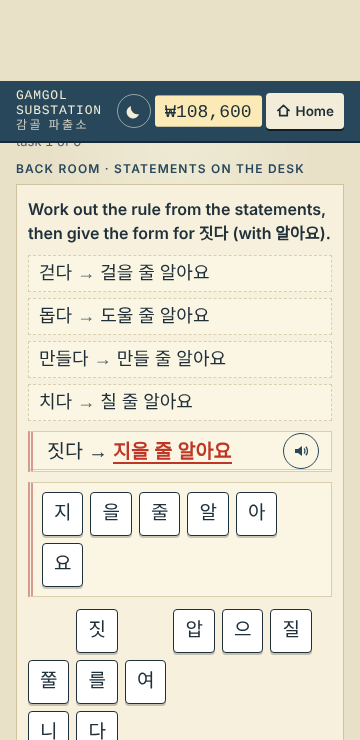 GAMGOL
SUBSTATION
감골 파출소
₩108,600
Home
task 1 of 6
BACK ROOM · STATEMENTS ON THE DESK
Work out the rule from the statements,
then give the form for 짓다 (with 알아요).
걷다 → 걸을 줄 알아요
돕다 → 도울 줄 알아요
만들다 → 만들 줄 알아요
치다 → 칠 줄 알아요
짓다 → 지을 줄 알아요
지 을 줄 알 아
요
짓 압 으 질
쭐 를 여
니 다